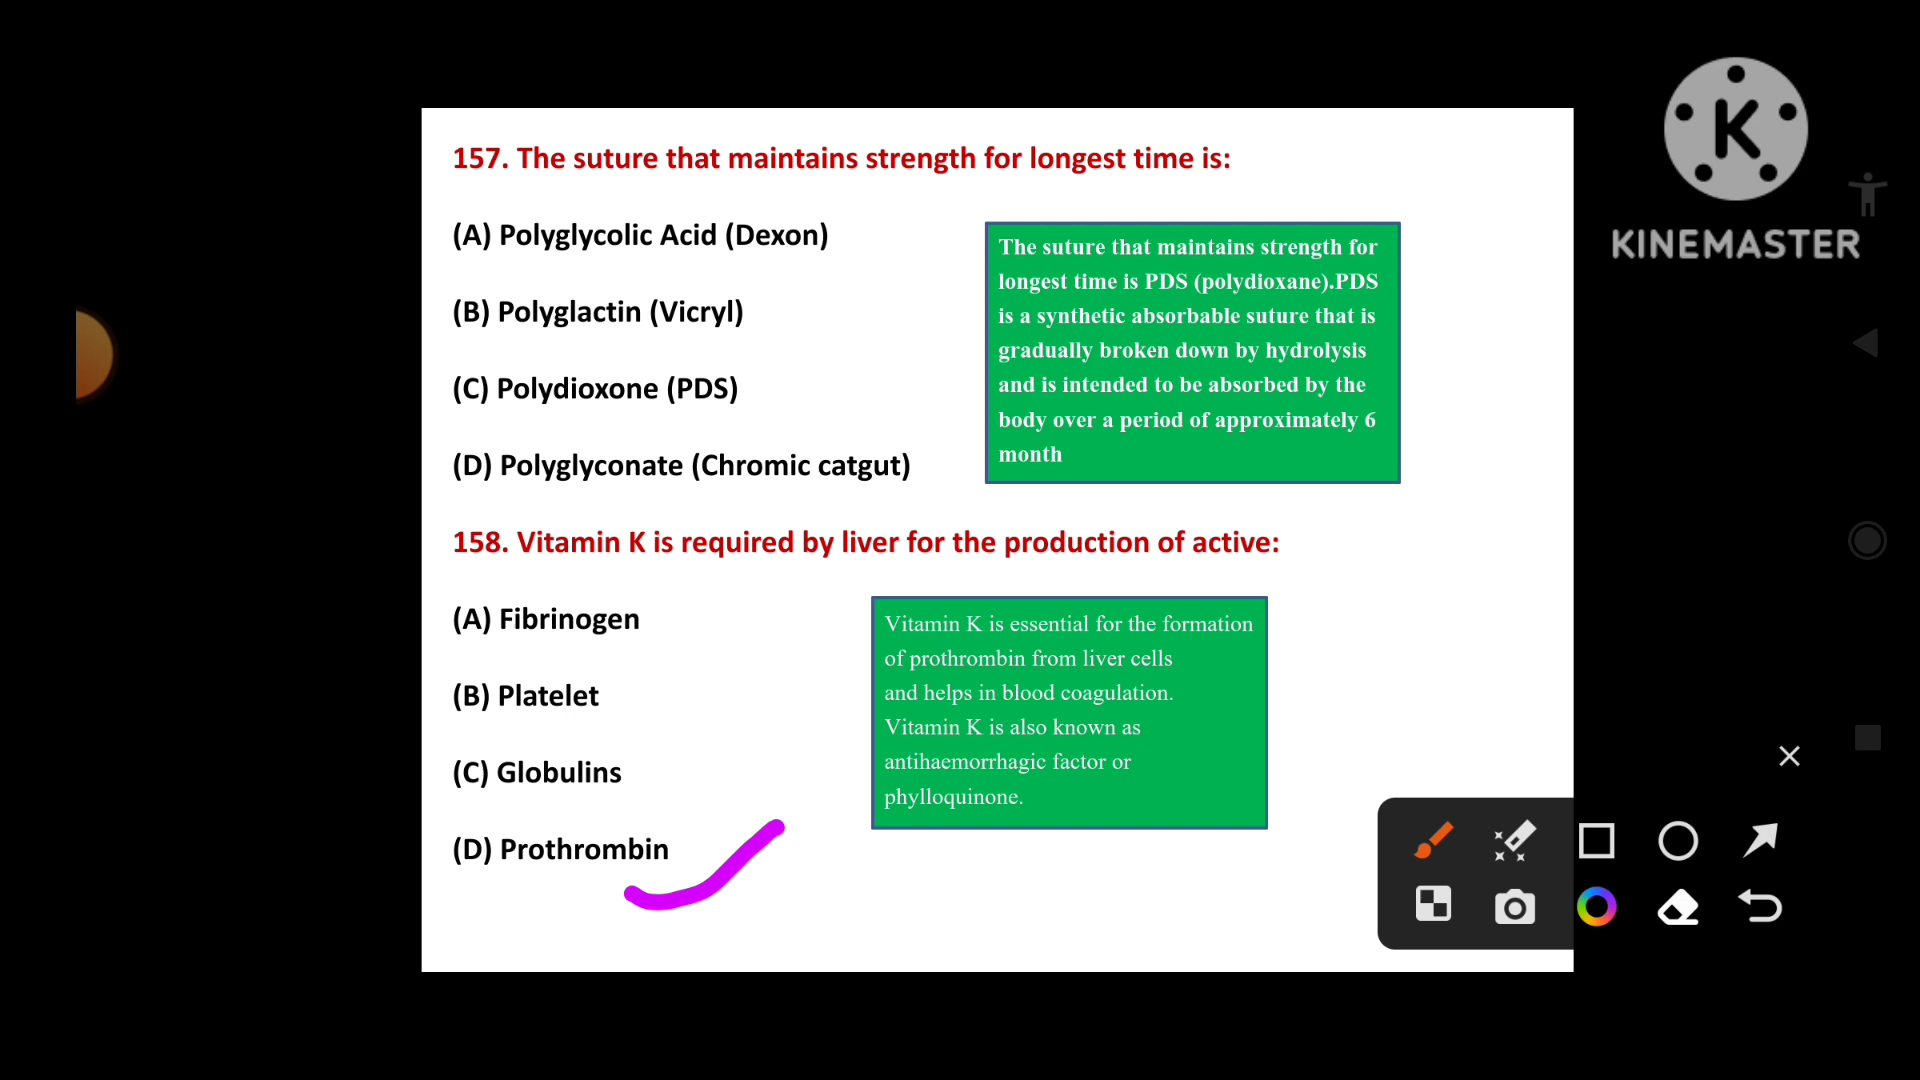 157. The suture that maintains strength for longest time is:
(A) Polyglycolic Acid (Dexon)
(B) Polyglactin (Vicryl)
(C) Polydioxone (PDS)
(D) Polyglyconate (Chromic catgut)
The suture that maintains strength for
longest time is PDS (polydioxane).PDS
is a synthetic absorbable suture that is
gradually broken down by hydrolysis
and is intended to be absorbed by the
body over a period of approximately 6
month
158. Vitamin K is required by liver for the production of active:
(A) Fibrinogen
(B) Platelet
(C) Globulins
(D) Prothrombin
Vitamin K is essential for the formation
of prothrombin from liver cells
and helps in blood coagulation.
Vitamin K is also known as
antihaemorrhagic factor or
phylloquinone.
K
KINEMASTER